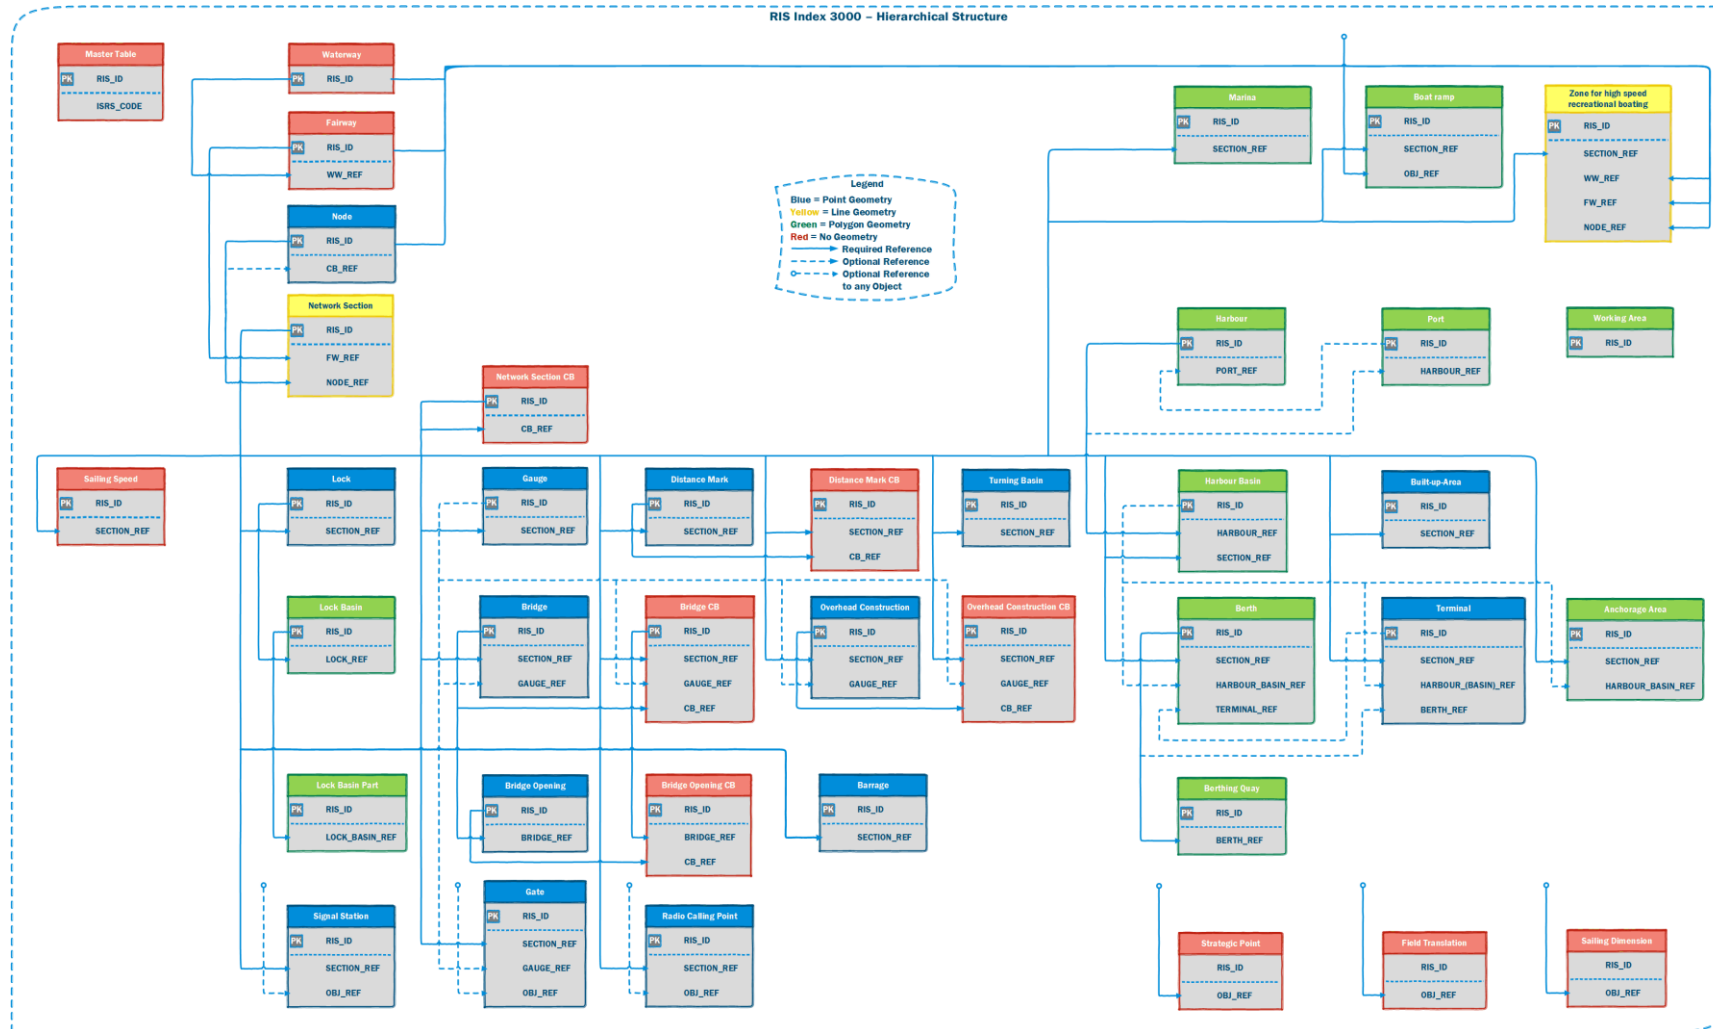 RIS Index 3000 – Hierarchical Structure
Master Table
PK RIS_ID
ISRS_CODE
Waterway
PK RIS_ID
Fairway
PK RIS_ID
WW_REF
Node
PK RIS_ID
CB_REF
Network Section
PK RIS_ID
FW_REF
NODE_REF
Legend
Blue = Point Geometry
Yellow = Line Geometry
Green = Polygon Geometry
Red = No Geometry
Required Reference
Optional Reference
Optional Reference
to any Object
Marina
PK RIS_ID
SECTION_REF
Boat ramp
PK RIS_ID
SECTION_REF
OBJ_REF
Zone for high speed
recreational boating
PK RIS_ID
SECTION_REF
WW_REF
FW_REF
NODE_REF
Harbour
PK RIS_ID
PORT_REF
Port
PK RIS_ID
HARBOUR_REF
Working Area
PK RIS_ID
Network Section CB
PK RIS_ID
CB_REF
Sailing Speed
PK RIS_ID
SECTION_REF
Lock
PK RIS_ID
SECTION_REF
Gauge
PK RIS_ID
SECTION_REF
Distance Mark
PK RIS_ID
SECTION_REF
Distance Mark CB
PK RIS_ID
SECTION_REF
CB_REF
Turning Basin
PK RIS_ID
SECTION_REF
Harbour Basin
PK RIS_ID
HARBOUR_REF
SECTION_REF
Built-up-Area
PK RIS_ID
SECTION_REF
Lock Basin
PK RIS_ID
LOCK_REF
Bridge
PK RIS_ID
SECTION_REF
GAUGE_REF
Bridge CB
PK RIS_ID
SECTION_REF
GAUGE_REF
CB_REF
Overhead Construction
PK RIS_ID
SECTION_REF
GAUGE_REF
Overhead Construction CB
PK RIS_ID
SECTION_REF
GAUGE_REF
CB_REF
Berth
PK RIS_ID
SECTION_REF
HARBOUR_BASIN_REF
TERMINAL_REF
Terminal
PK RIS_ID
SECTION_REF
HARBOUR_(BASIN)_REF
BERTH_REF
Anchorage Area
PK RIS_ID
SECTION_REF
HARBOUR_BASIN_REF
Lock Basin Part
PK RIS_ID
LOCK_BASIN_REF
Bridge Opening
PK RIS_ID
BRIDGE_REF
Bridge Opening CB
PK RIS_ID
BRIDGE_REF
CB_REF
Barrage
PK RIS_ID
SECTION_REF
Berthing Quay
PK RIS_ID
BERTH_REF
Signal Station
PK RIS_ID
SECTION_REF
OBJ_REF
Gate
PK RIS_ID
SECTION_REF
GAUGE_REF
OBJ_REF
Radio Calling Point
PK RIS_ID
SECTION_REF
OBJ_REF
Strategic Point
RIS_ID
OBJ_REF
Field Translation
RIS_ID
OBJ_REF
Sailing Dimension
RIS_ID
OBJ_REF